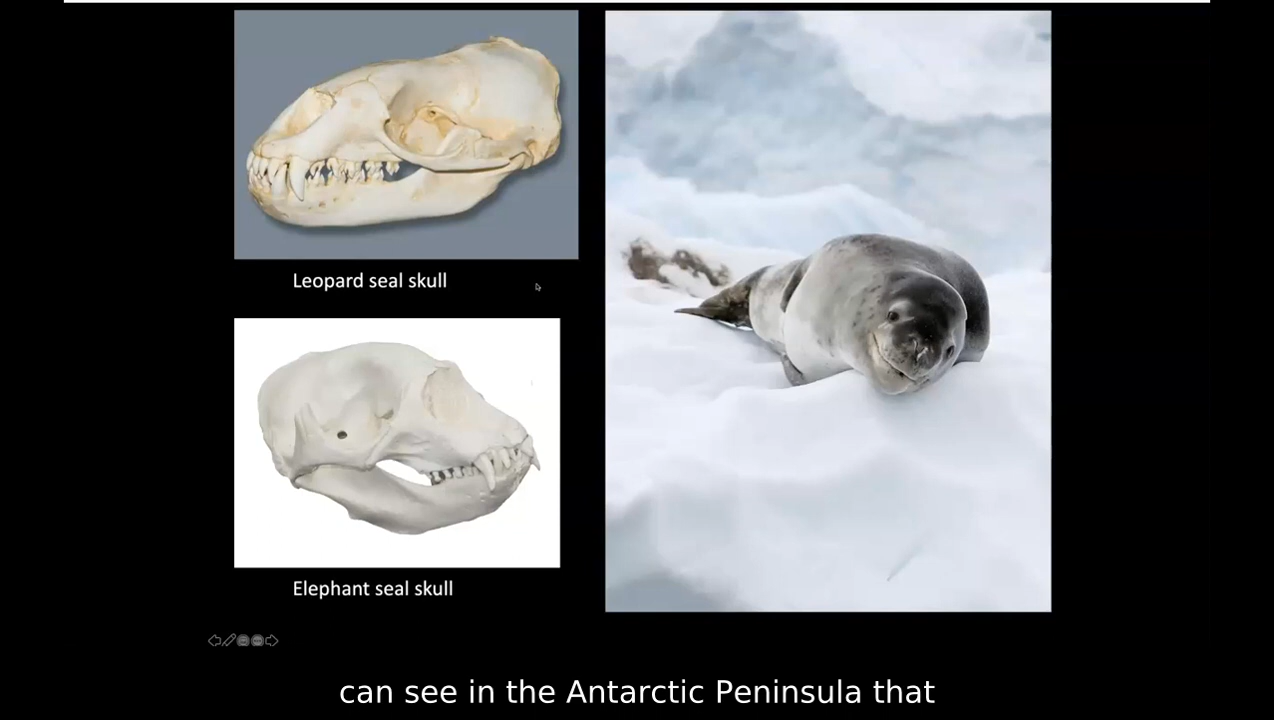 Leopard seal skull
Elephant seal skull
can see in the Antarctic Peninsula that